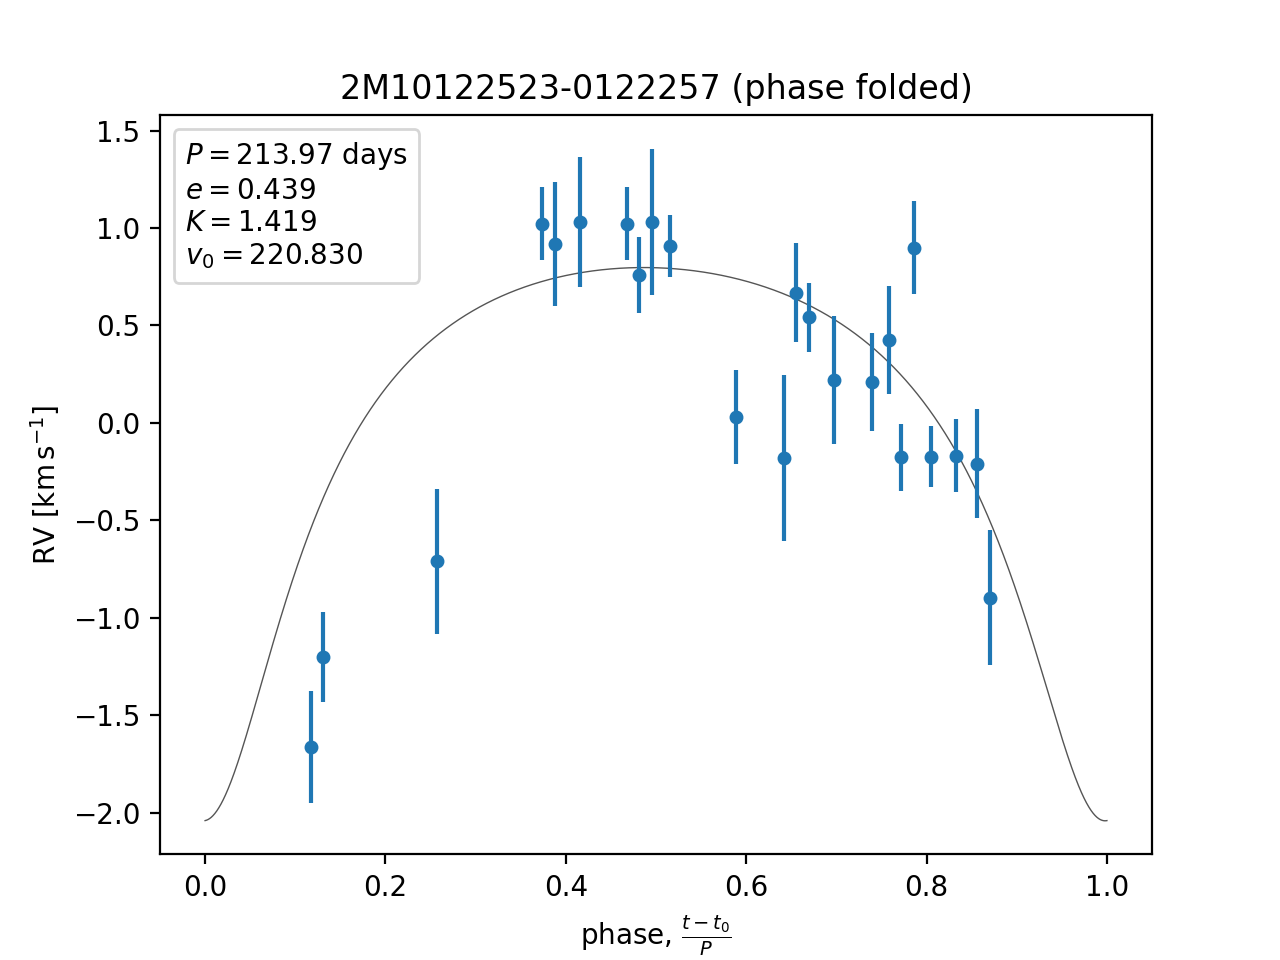 2M10122523-0122257 (phase folded)
P = 213.97 days
e = 0.439
K = 1.419
v₀ = 220.830
1.5
1.0
0.5
0.0
−0.5
−1.0
−1.5
−2.0
RV [km s⁻¹]
0.0 0.2 0.4 0.6 0.8 1.0
phase, (t − t₀)/P